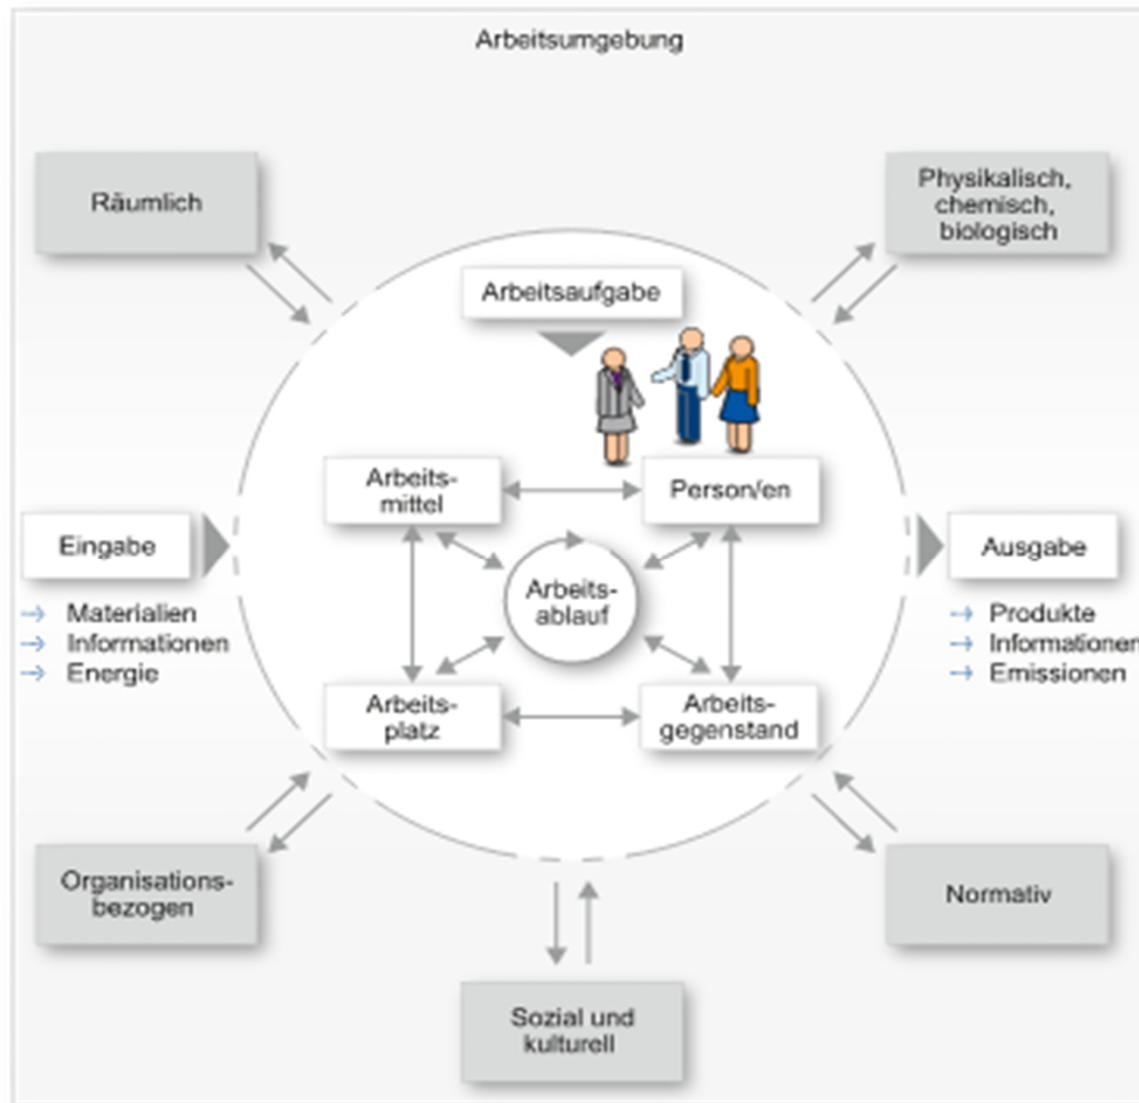 Arbeitsumgebung
Räumlich
Physikalisch,
chemisch,
biologisch
Arbeitsaufgabe
Arbeits-
mittel
Person/en
Eingabe
Ausgabe
Arbeits-
ablauf
→ Materialien
→ Informationen
→ Energie
→ Produkte
→ Informationen
→ Emissionen
Arbeits-
platz
Arbeits-
gegenstand
Organisations-
bezogen
Normativ
Sozial und
kulturell